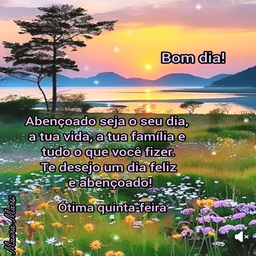 Bom dia!
Abençoado seja o seu dia,
a tua vida, a tua família e
tudo o que você fizer.
Te desejo um dia feliz
e abençoado!
Ótima quinta-feira